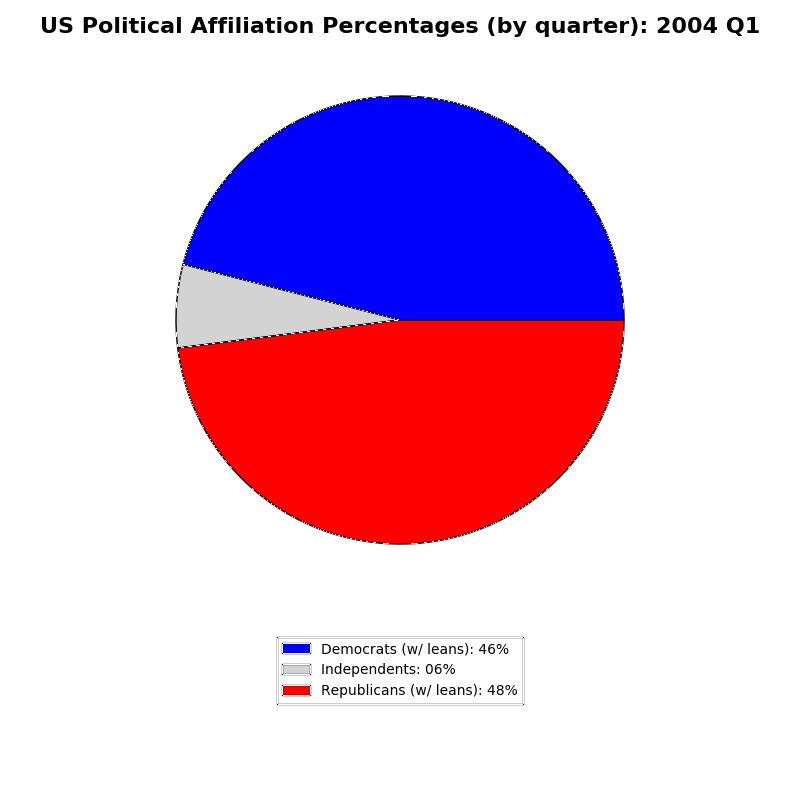 US Political Affiliation Percentages (by quarter): 2004 Q1
Democrats (w/ leans): 46%
Independents: 06%
Republicans (w/ leans): 48%